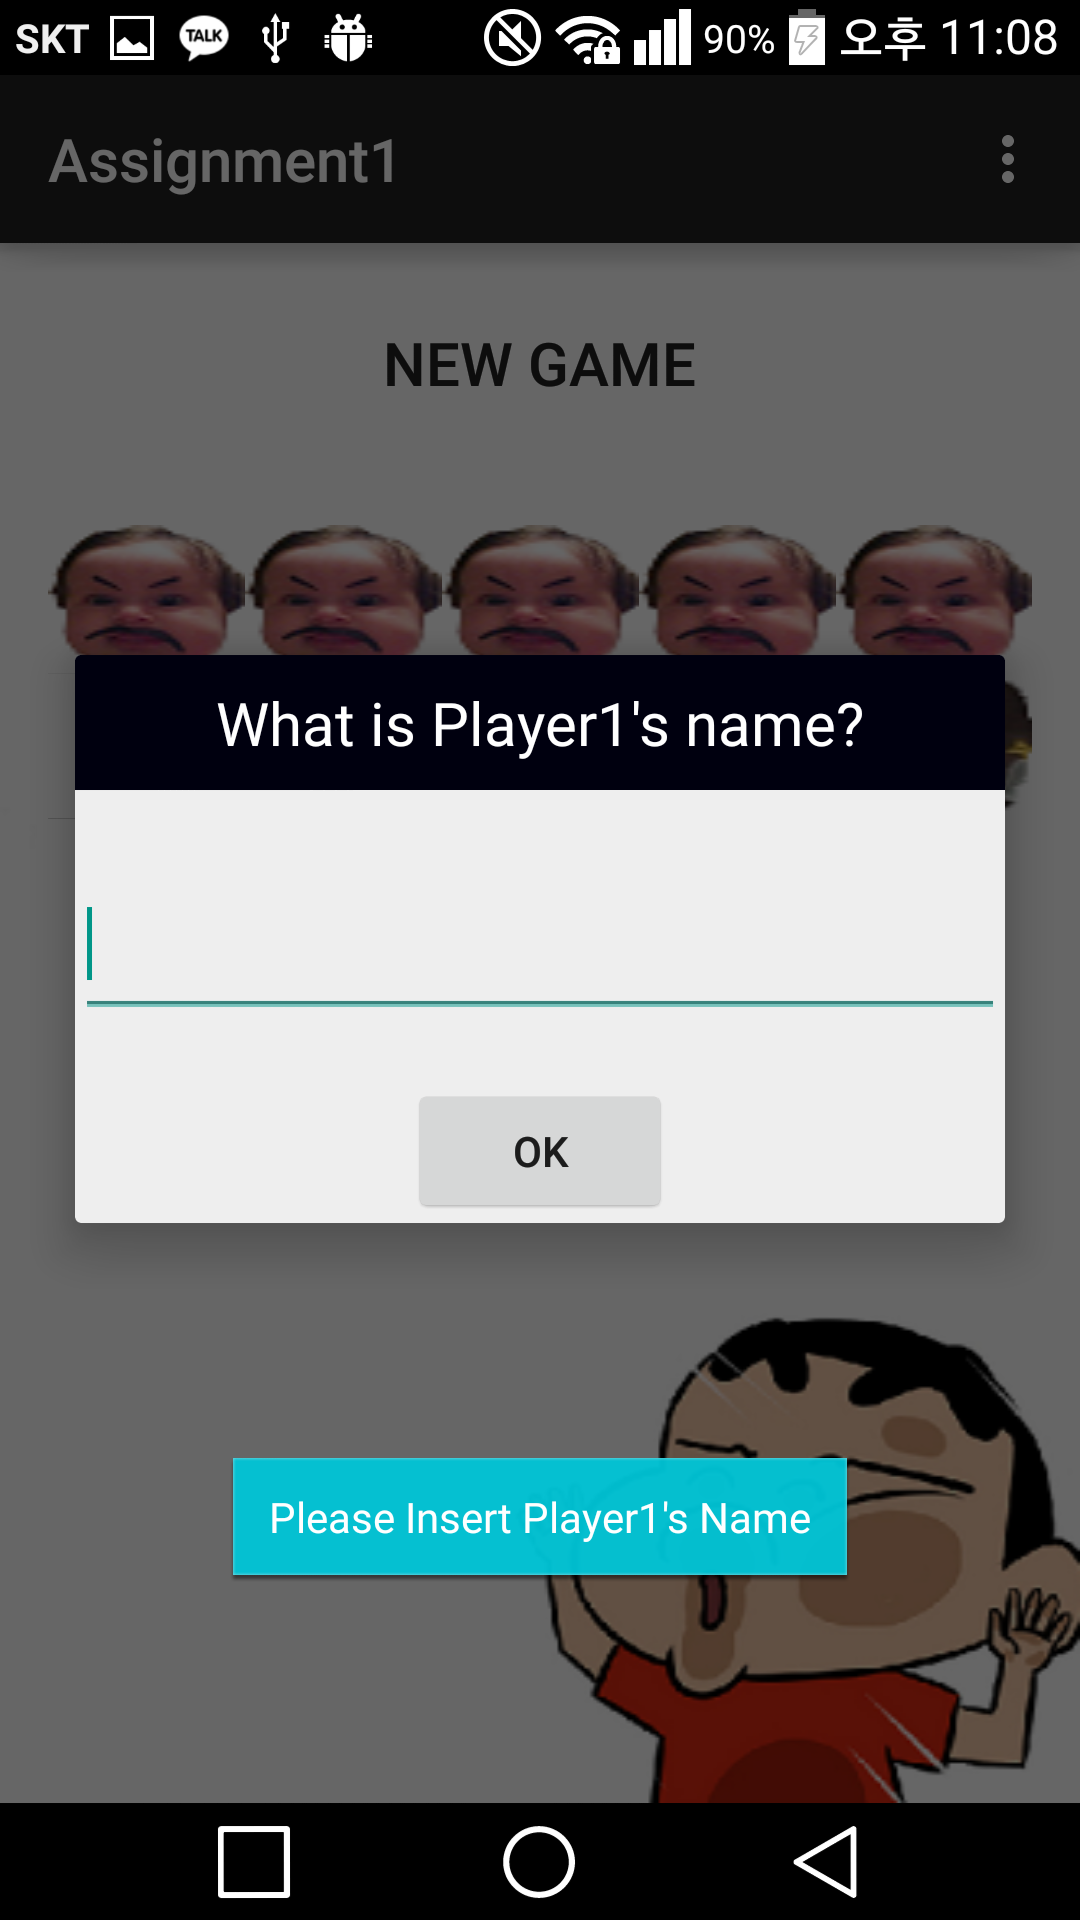 SKT TALK 90% 오후 11:08
Assignment1
NEW GAME
What is Player1's name?
OK
Please Insert Player1's Name